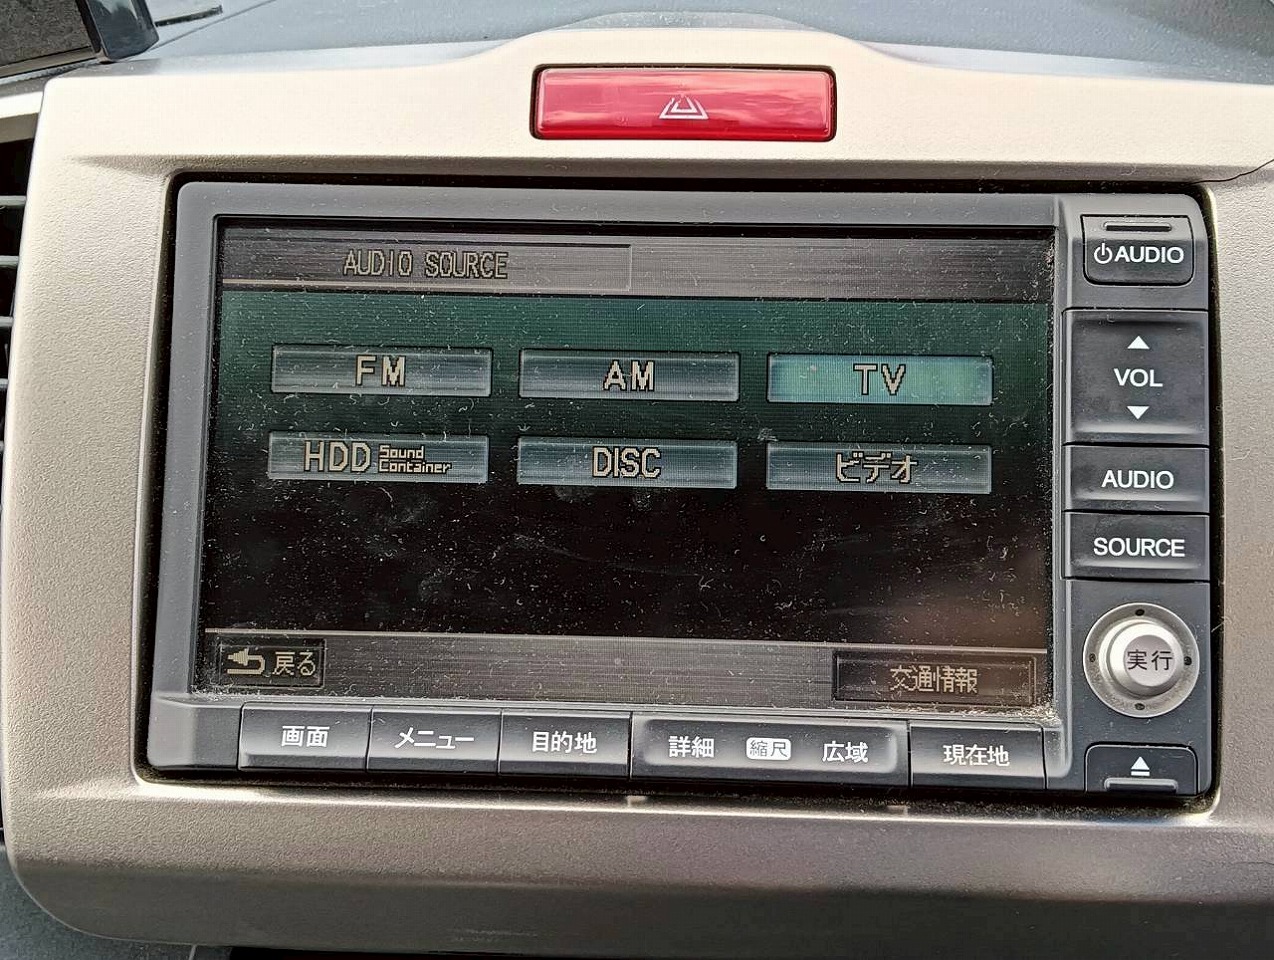 AUDIO SOURCE
FM AM TV
HDD Sound Container DISC ビデオ
戻る 交通情報
AUDIO
VOL
AUDIO
SOURCE
実行
画面 メニュー 目的地 詳細 縮尺 広域 現在地